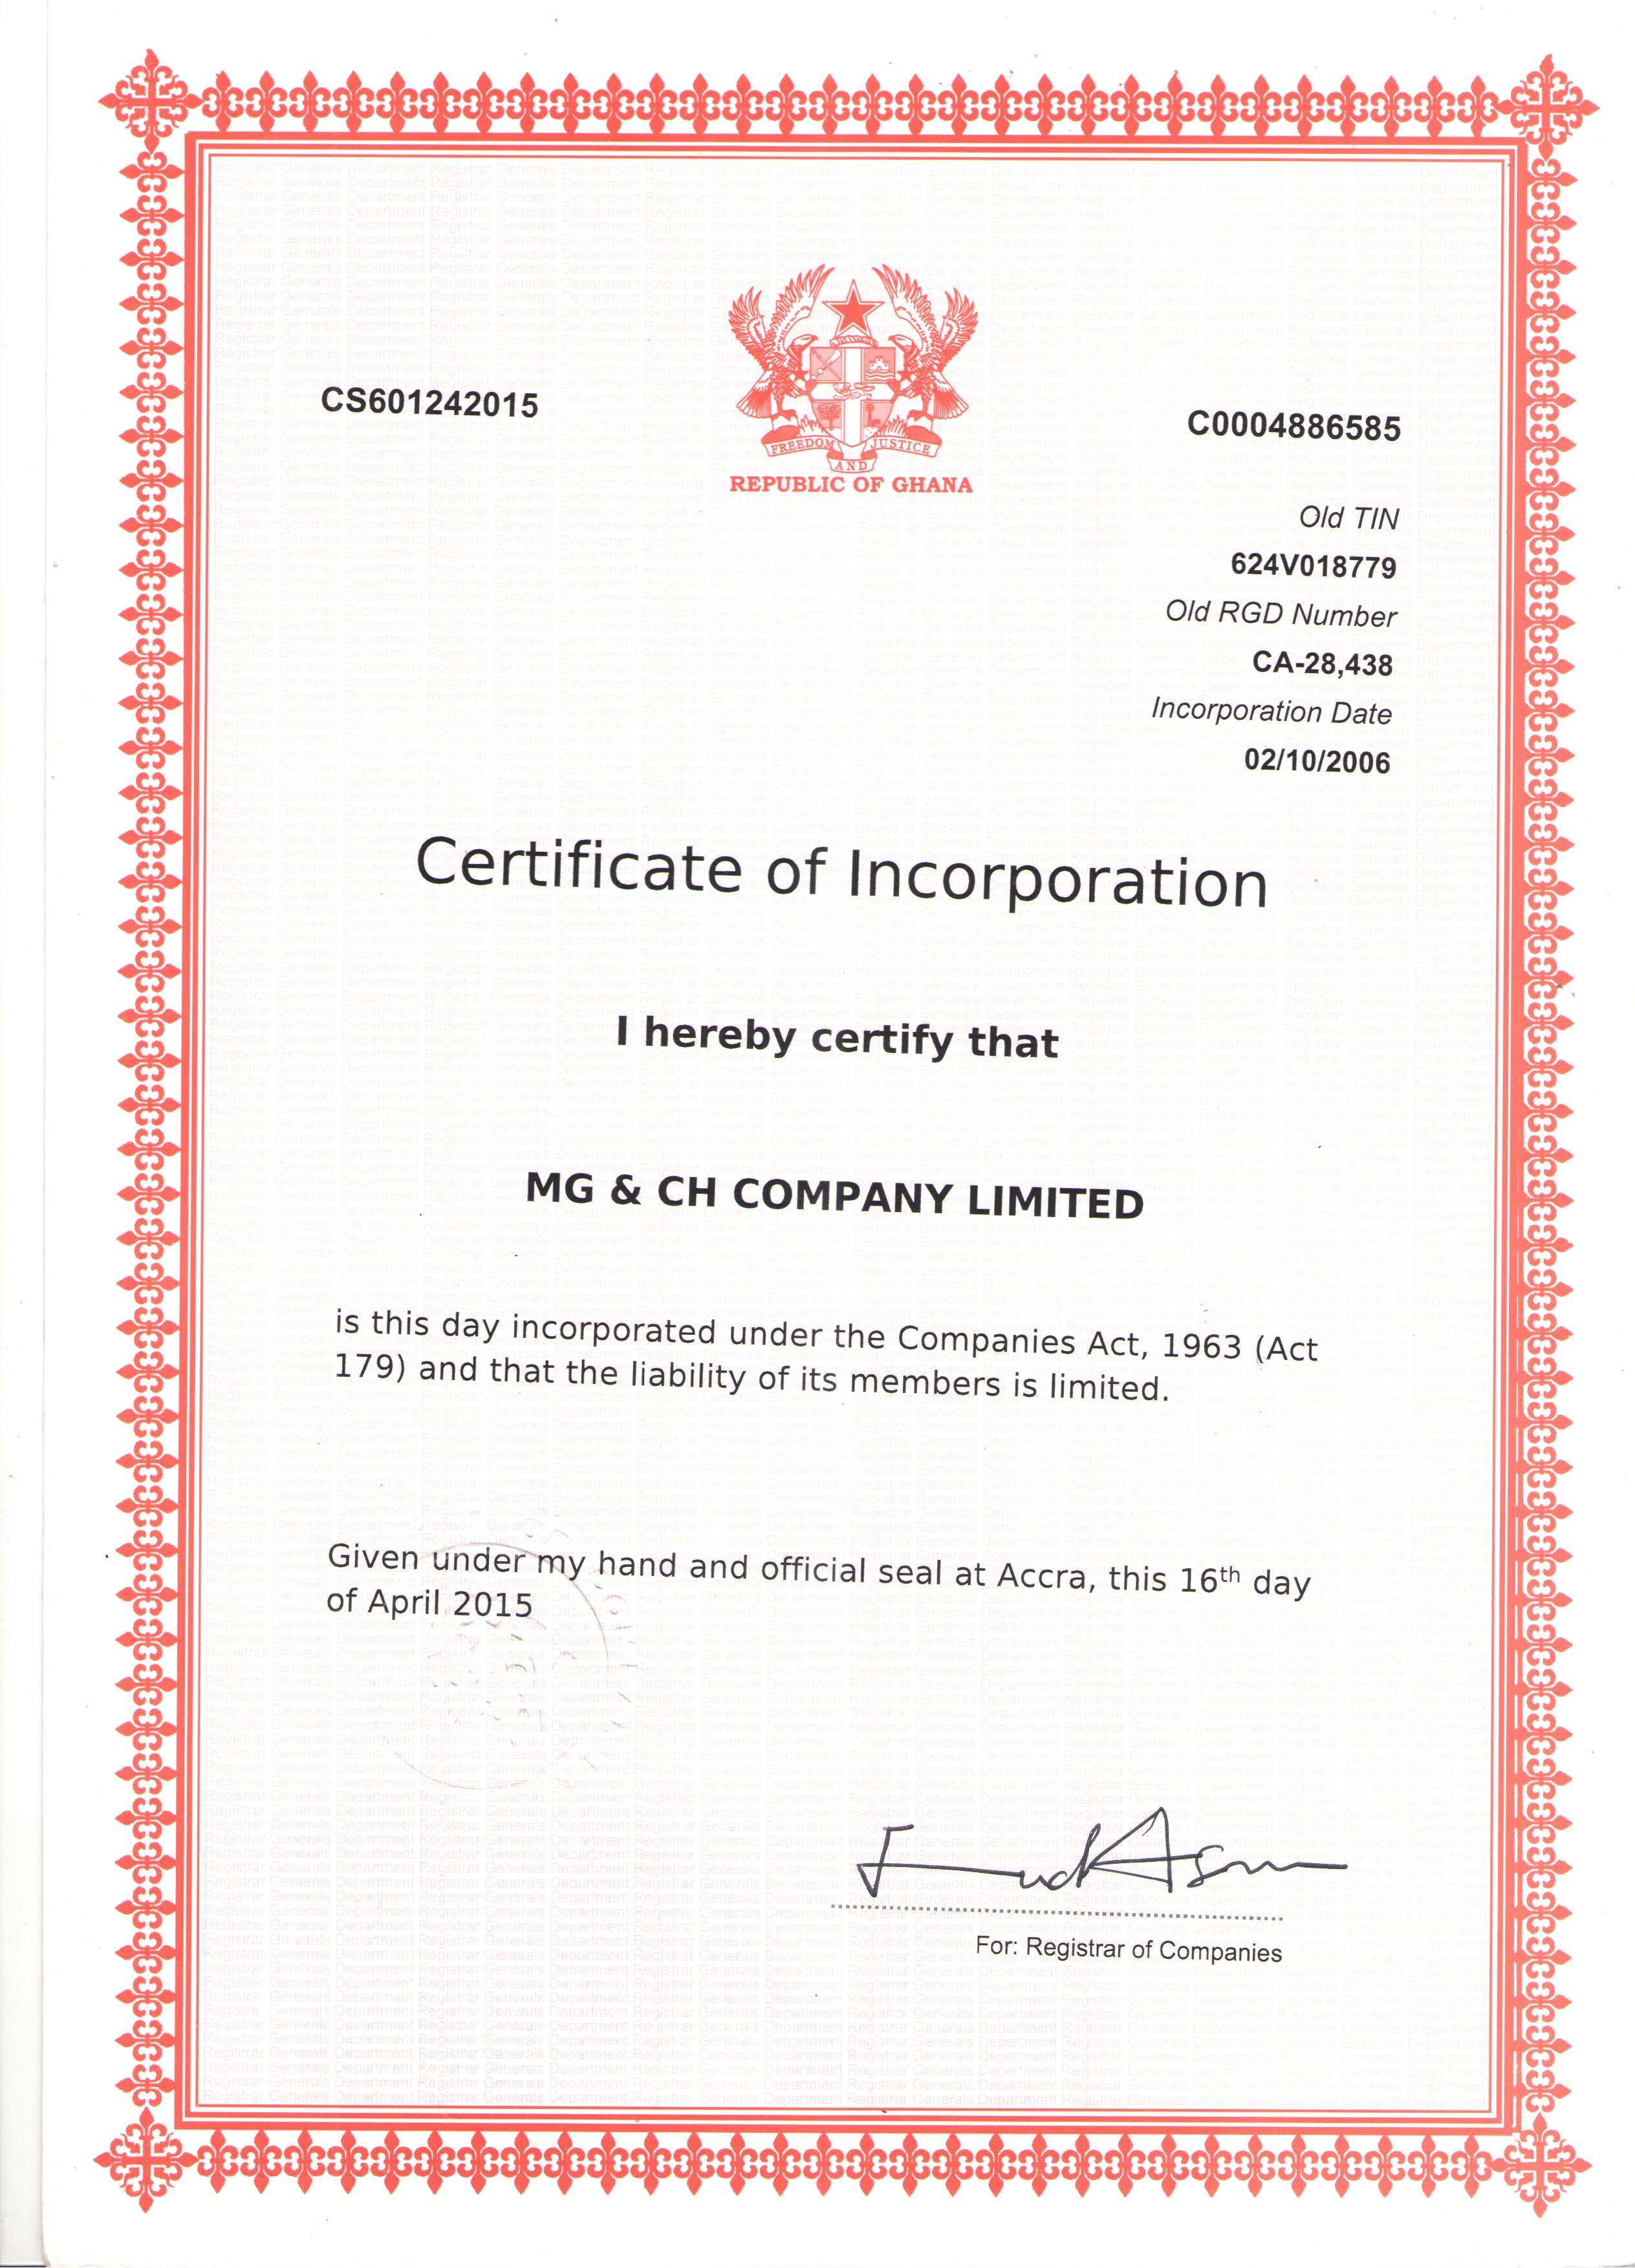 CS601242015
FREEDOM AND JUSTICE
REPUBLIC OF GHANA
C0004886585
Old TIN
624V018779
Old RGD Number
CA-28,438
Incorporation Date
02/10/2006
Certificate of Incorporation
I hereby certify that
MG & CH COMPANY LIMITED
is this day incorporated under the Companies Act, 1963 (Act
179) and that the liability of its members is limited.
Given under my hand and official seal at Accra, this 16th day
of April 2015
For: Registrar of Companies